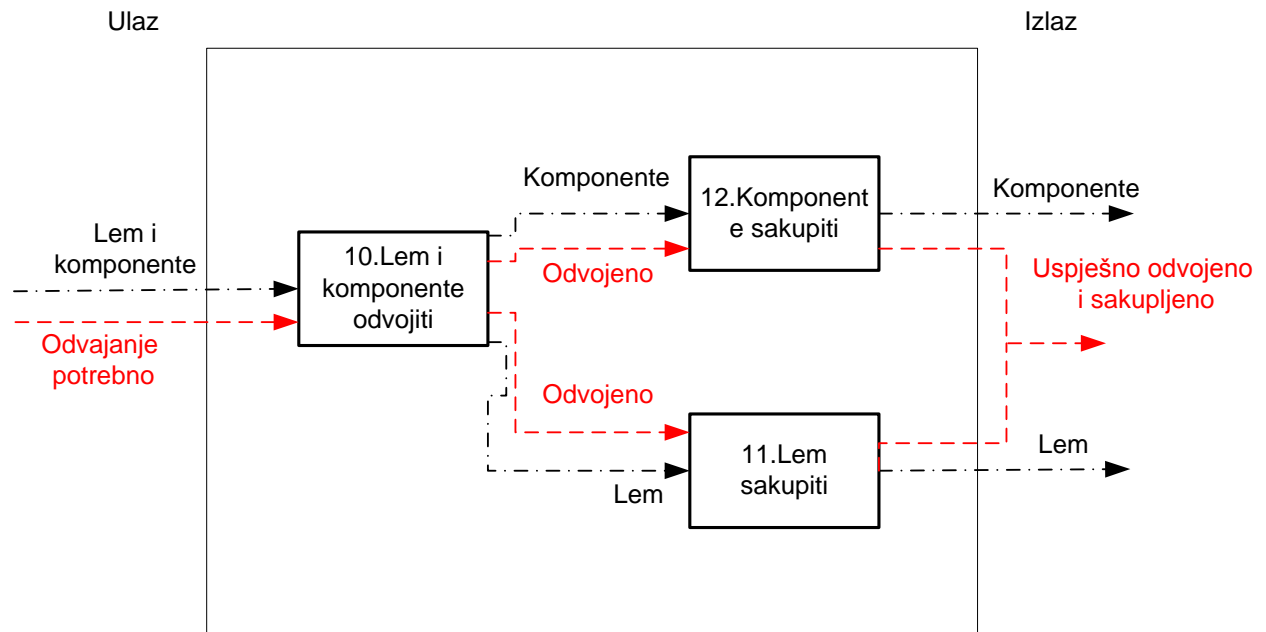 Ulaz
Izlaz
Komponente
12.Komponent
e sakupiti
Komponente
Lem i
komponente
10.Lem i
komponente
odvojiti
Odvojeno
Uspješno odvojeno
i sakupljeno
Odvajanje
potrebno
Odvojeno
11.Lem
sakupiti
Lem
Lem